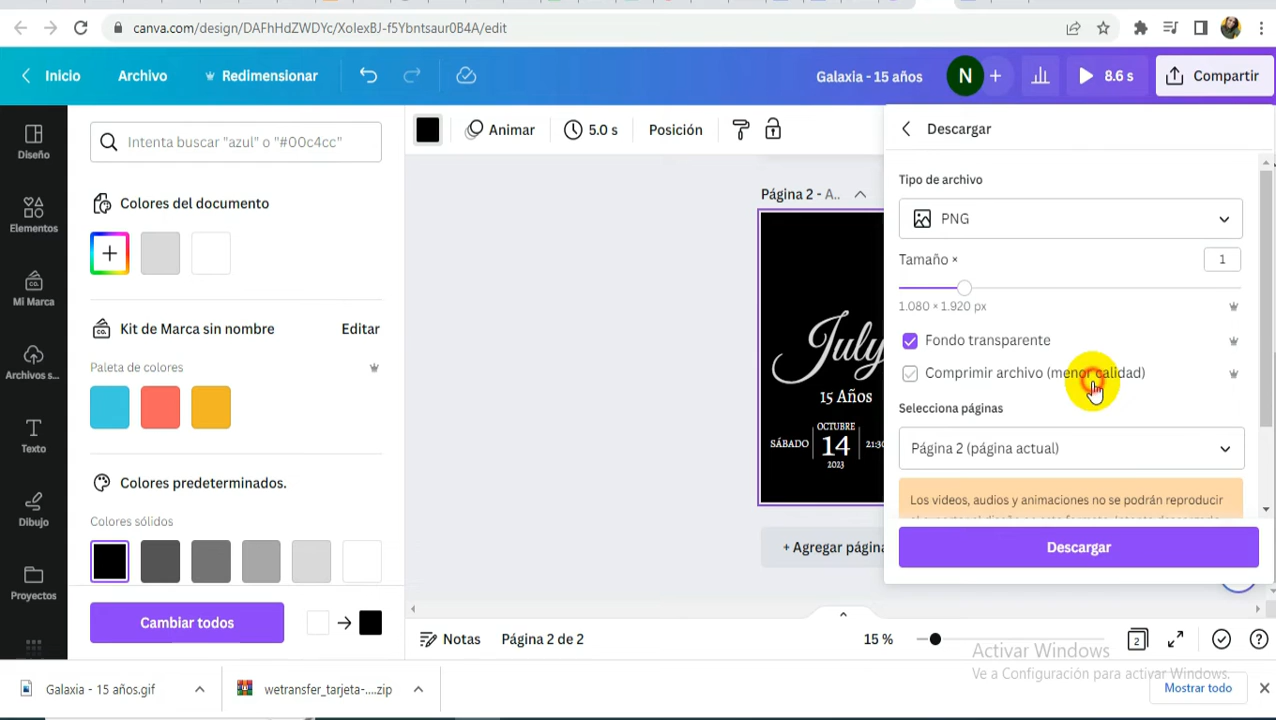 canva.com/design/DAFhHdZWDYc/XolexBJ-f5Ybntsaur0B4A/edit
Inicio
Archivo
Redimensionar
Galaxia - 15 años
N
+
8.6 s
Compartir
Diseño
Elementos
Mi Marca
Archivos s...
Texto
Dibujo
Proyectos
Intenta buscar "azul" o "#00c4cc"
Colores del documento
Kit de Marca sin nombre
Editar
Paleta de colores
Colores predeterminados.
Colores sólidos
Cambiar todos
Animar
5.0 s
Posición
Página 2 - A..
July
15 Años
OCTUBRE
SÁBADO
14
21:30
2023
+ Agregar página
Descargar
Tipo de archivo
PNG
Tamaño ×
1
1.080 × 1.920 px
Fondo transparente
Comprimir archivo (menor calidad)
Selecciona páginas
Página 2 (página actual)
Los videos, audios y animaciones no se podrán reproducir
Descargar
Notas
Página 2 de 2
15 %
2
Activar Windows
Ve a Configuración para activar Windows.
Galaxia - 15 años.gif
wetransfer_tarjeta-....zip
Mostrar todo